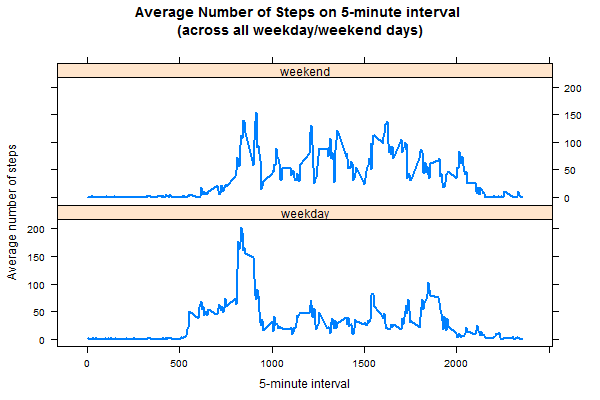 Average Number of Steps on 5-minute interval
(across all weekday/weekend days)
weekend
200
150
100
50
0
weekday
200
150
100
50
0
Average number of steps
0 500 1000 1500 2000
5-minute interval